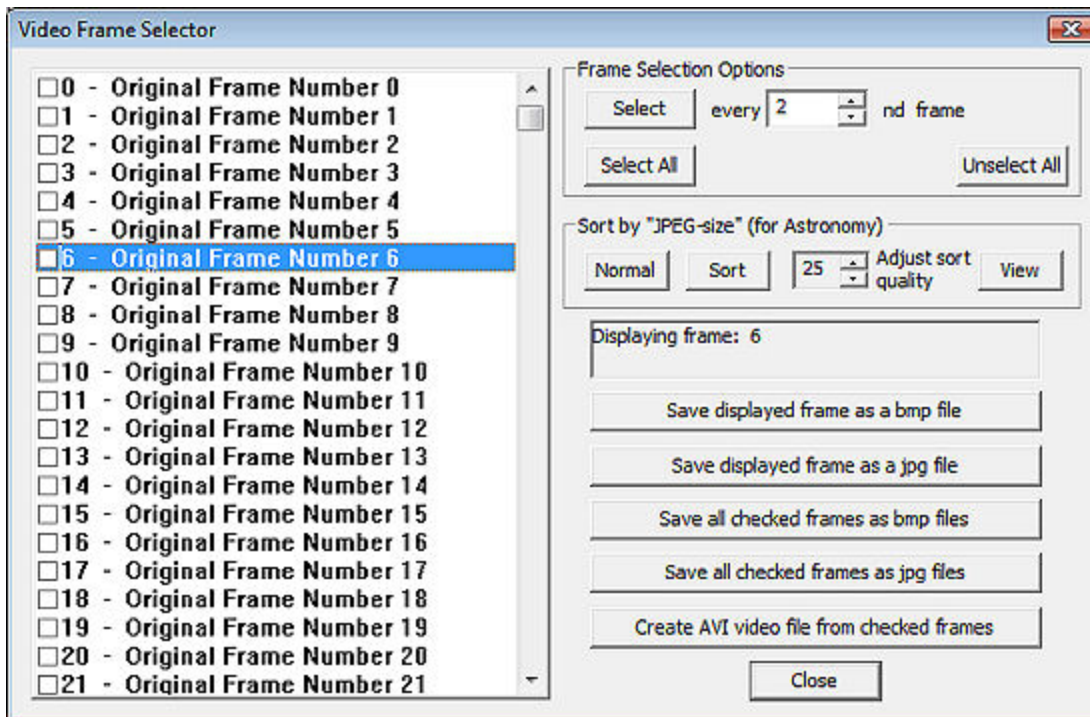 Video Frame Selector
0 - Original Frame Number 0
1 - Original Frame Number 1
2 - Original Frame Number 2
3 - Original Frame Number 3
4 - Original Frame Number 4
5 - Original Frame Number 5
6 - Original Frame Number 6
7 - Original Frame Number 7
8 - Original Frame Number 8
9 - Original Frame Number 9
10 - Original Frame Number 10
11 - Original Frame Number 11
12 - Original Frame Number 12
13 - Original Frame Number 13
14 - Original Frame Number 14
15 - Original Frame Number 15
16 - Original Frame Number 16
17 - Original Frame Number 17
18 - Original Frame Number 18
19 - Original Frame Number 19
20 - Original Frame Number 20
21 - Original Frame Number 21
Frame Selection Options
Select every 2 nd frame
Select All Unselect All
Sort by "JPEG-size" (for Astronomy)
Normal Sort 25 Adjust sort quality View
Displaying frame: 6
Save displayed frame as a bmp file
Save displayed frame as a jpg file
Save all checked frames as bmp files
Save all checked frames as jpg files
Create AVI video file from checked frames
Close